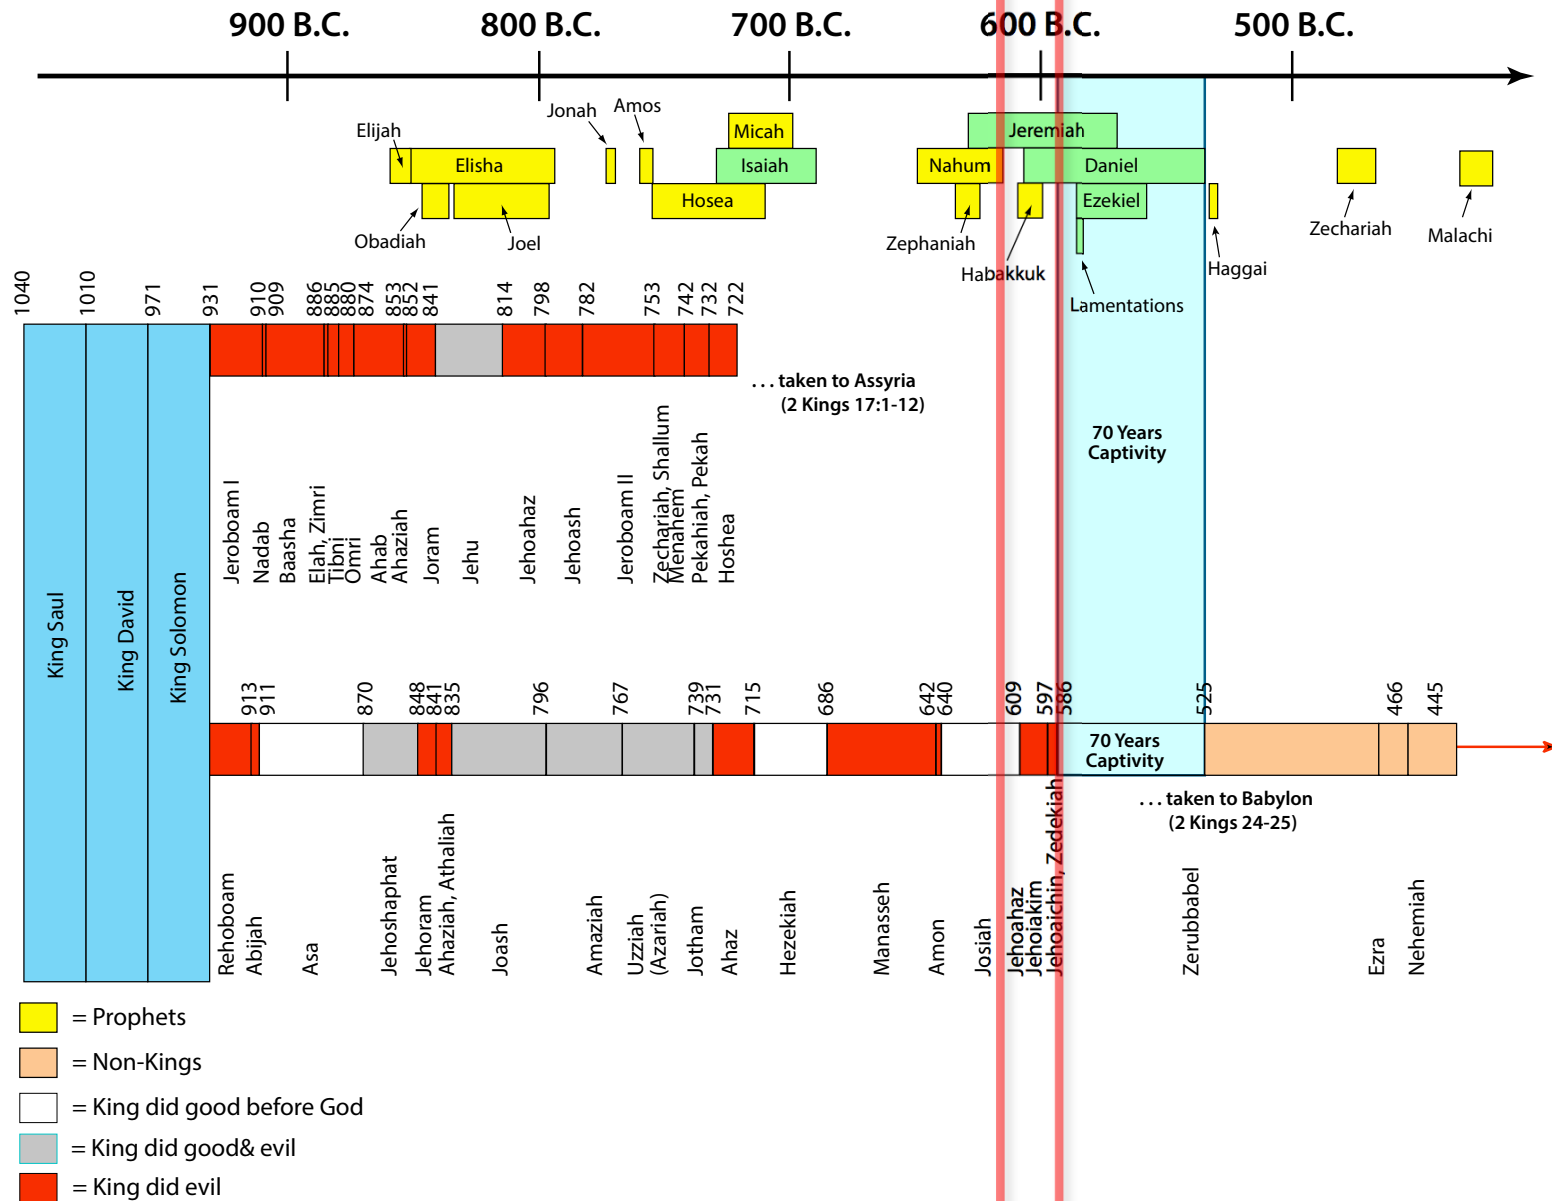 900 B.C. 800 B.C. 700 B.C. 600 B.C. 500 B.C.
Jonah
Amos
Elijah
Micah
Jeremiah
Elisha
Isaiah
Nahum
Daniel
Hosea
Ezekiel
Obadiah
Joel
Zephaniah
Habakkuk
Lamentations
Haggai
Zechariah
Malachi
1040 1010 971 931 910 909 886 885 880 874 853 852 841 814 798 782 753 742 732 722
. . . taken to Assyria
(2 Kings 17:1-12)
70 Years
Captivity
Jeroboam I
Nadab
Baasha
Elah, Zimri
Tibni
Omri
Ahab
Ahaziah
Joram
Jehu
Jehoahaz
Jehoash
Jeroboam II
Zechariah, Shallum
Menahem
Pekahiah, Pekah
Hoshea
King Saul
King David
King Solomon
913 911 870 848 841 835 796 767 739 731 715 686 642 640 609 597 586 525 466 445
70 Years
Captivity
. . . taken to Babylon
(2 Kings 24-25)
Rehoboam
Abijah
Asa
Jehoshaphat
Jehoram
Ahaziah, Athaliah
Joash
Amaziah
Uzziah
(Azariah)
Jotham
Ahaz
Hezekiah
Manasseh
Amon
Josiah
Jehoahaz
Jehoiakim
Jehoaichin, Zedekiah
Zerubbabel
Ezra
Nehemiah
= Prophets
= Non-Kings
= King did good before God
= King did good& evil
= King did evil